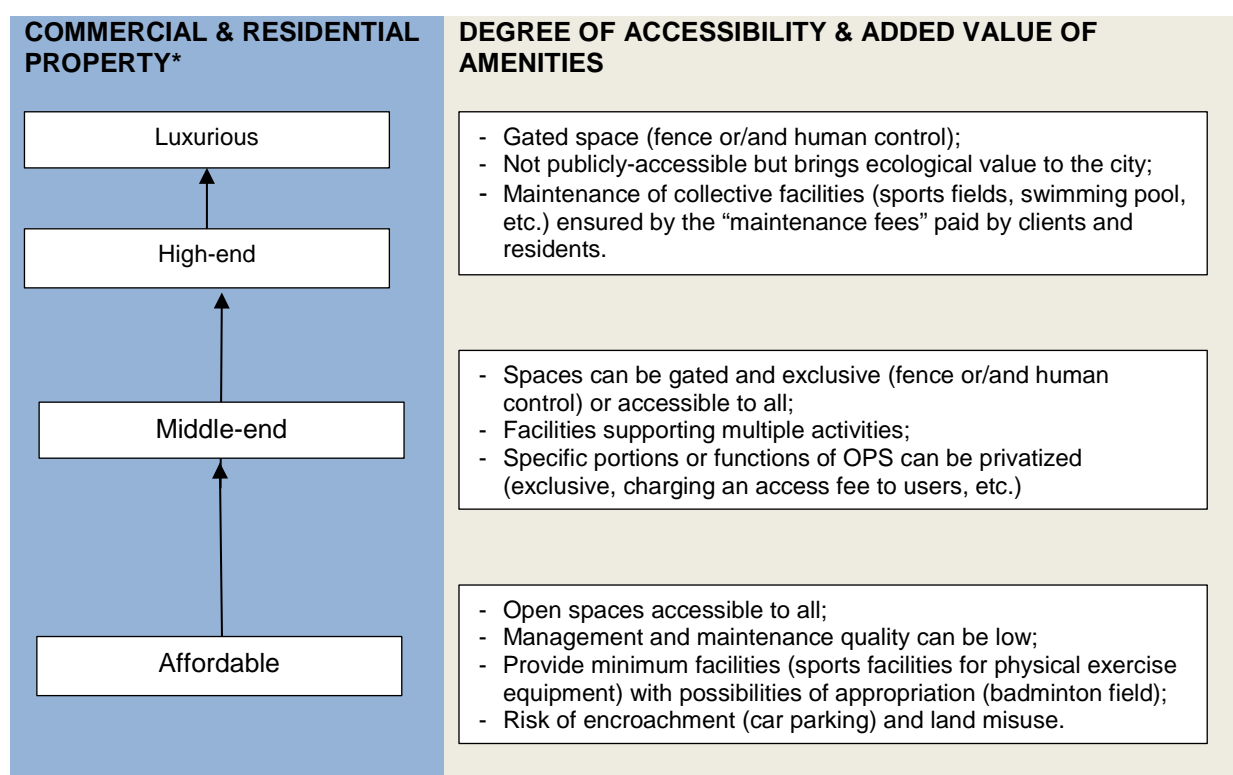 COMMERCIAL & RESIDENTIAL
PROPERTY*
DEGREE OF ACCESSIBILITY & ADDED VALUE OF
AMENITIES
Luxurious
- Gated space (fence or/and human control);
- Not publicly-accessible but brings ecological value to the city;
- Maintenance of collective facilities (sports fields, swimming pool,
etc.) ensured by the “maintenance fees” paid by clients and
residents.
High-end
Middle-end
- Spaces can be gated and exclusive (fence or/and human
control) or accessible to all;
- Facilities supporting multiple activities;
- Specific portions or functions of OPS can be privatized
(exclusive, charging an access fee to users, etc.)
Affordable
- Open spaces accessible to all;
- Management and maintenance quality can be low;
- Provide minimum facilities (sports facilities for physical exercise
equipment) with possibilities of appropriation (badminton field);
- Risk of encroachment (car parking) and land misuse.